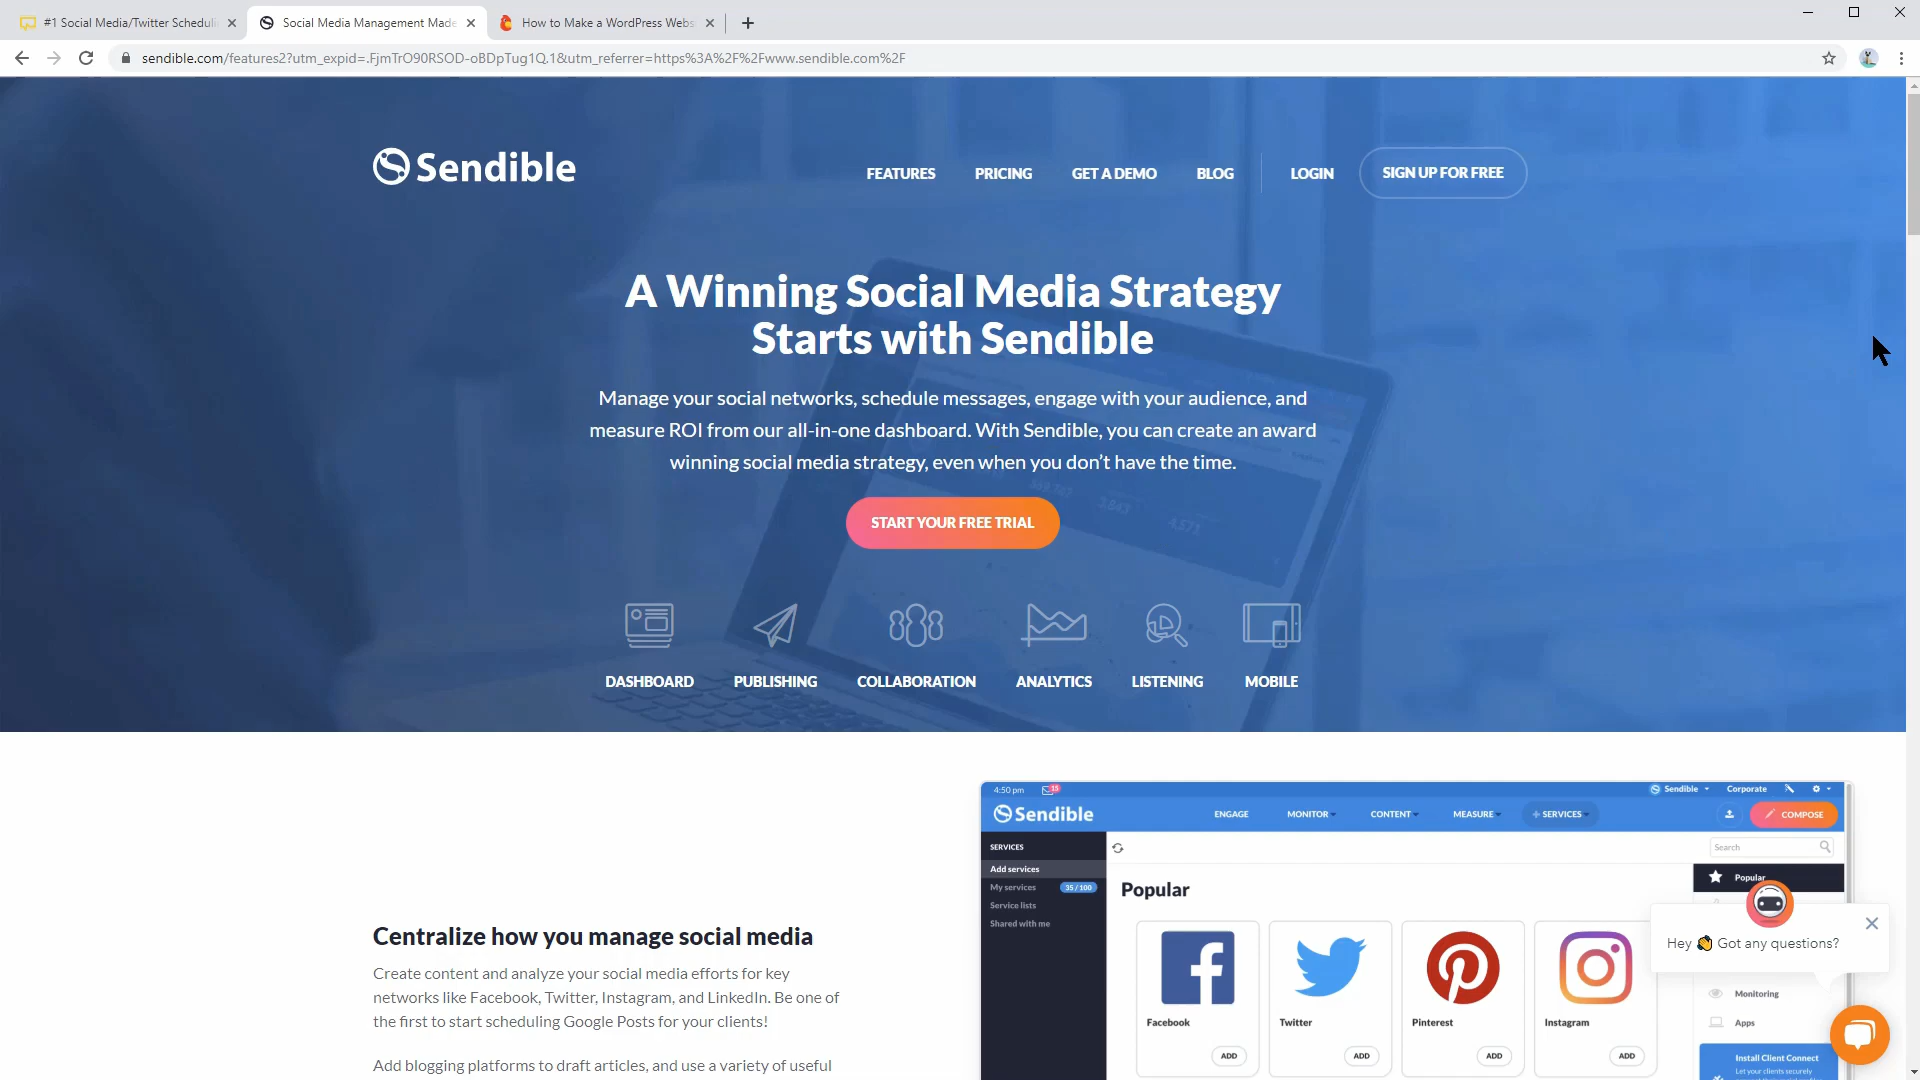 #1 Social Media/Twitter Scheduli
Social Media Management Made
How to Make a WordPress Webs
sendible.com/features2?utm_expid=.FjmTrO90RSOD-oBDpTug1Q.1&utm_referrer=https%3A%2F%2Fwww.sendible.com%2F
Sendible
FEATURES
PRICING
GET A DEMO
BLOG
LOGIN
SIGN UP FOR FREE
A Winning Social Media Strategy
Starts with Sendible
Manage your social networks, schedule messages, engage with your audience, and
measure ROI from our all-in-one dashboard. With Sendible, you can create an award
winning social media strategy, even when you don’t have the time.
START YOUR FREE TRIAL
DASHBOARD
PUBLISHING
COLLABORATION
ANALYTICS
LISTENING
MOBILE
Centralize how you manage social media
Create content and analyze your social media efforts for key
networks like Facebook, Twitter, Instagram, and LinkedIn. Be one of
the first to start scheduling Google Posts for your clients!
Add blogging platforms to draft articles, and use a variety of useful
4:50 pm
15
Sendible
Corporate
Sendible
ENGAGE
MONITOR
CONTENT
MEASURE
+ SERVICES
COMPOSE
SERVICES
Add services
My services 35 / 100
Service lists
Shared with me
Search
Popular
Popular
Facebook
ADD
Twitter
ADD
Pinterest
ADD
Instagram
ADD
Hey 👋 Got any questions?
Monitoring
Apps
Install Client Connect
Let your clients securely